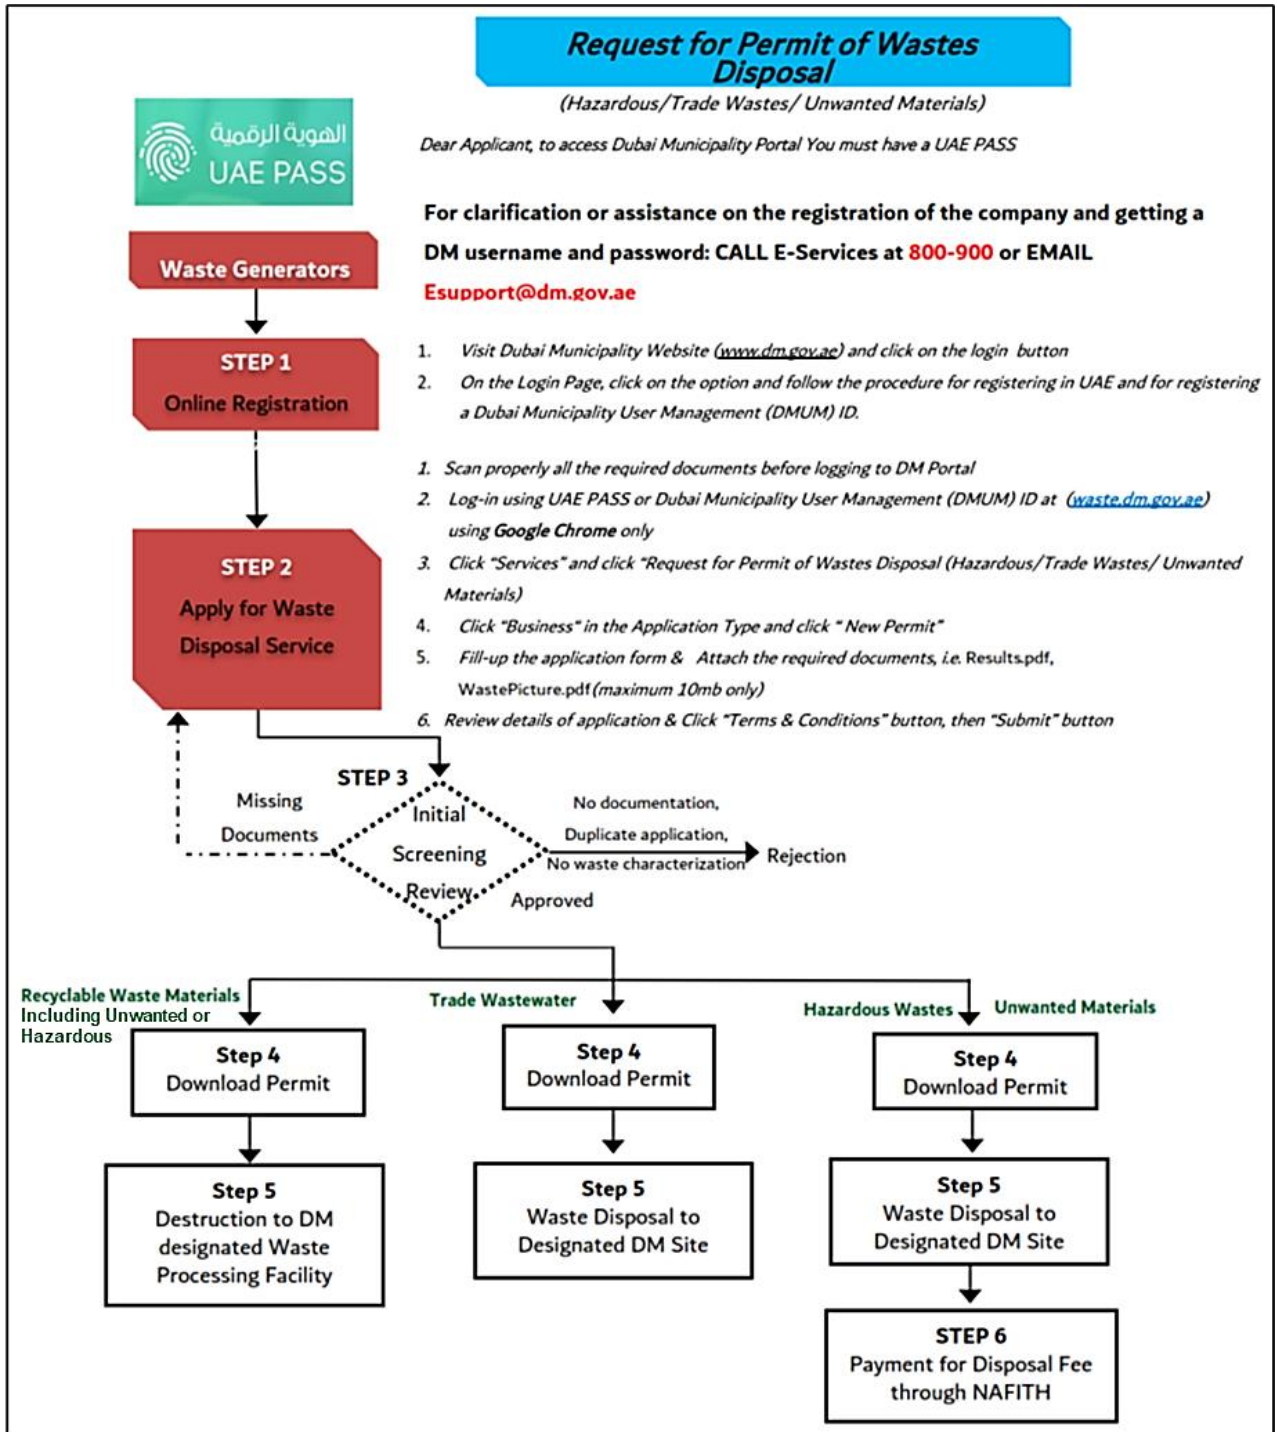 Request for Permit of Wastes
Disposal
(Hazardous/Trade Wastes/ Unwanted Materials)
الهوية الرقمية
UAE PASS
Dear Applicant, to access Dubai Municipality Portal You must have a UAE PASS
For clarification or assistance on the registration of the company and getting a
DM username and password: CALL E-Services at 800-900 or EMAIL
Esupport@dm.gov.ae
Waste Generators
STEP 1
Online Registration
1. Visit Dubai Municipality Website (www.dm.gov.ae) and click on the login button
2. On the Login Page, click on the option and follow the procedure for registering in UAE and for registering
a Dubai Municipality User Management (DMUM) ID.
STEP 2
Apply for Waste
Disposal Service
1. Scan properly all the required documents before logging to DM Portal
2. Log-in using UAE PASS or Dubai Municipality User Management (DMUM) ID at (waste.dm.gov.ae)
using Google Chrome only
3. Click "Services" and click "Request for Permit of Wastes Disposal (Hazardous/Trade Wastes/ Unwanted
Materials)
4. Click "Business" in the Application Type and click " New Permit"
5. Fill-up the application form & Attach the required documents, i.e. Results.pdf,
WastePicture.pdf (maximum 10mb only)
6. Review details of application & Click "Terms & Conditions" button, then "Submit" button
STEP 3
Initial
Screening
Review
Missing
Documents
No documentation,
Duplicate application,
No waste characterization
Rejection
Approved
Recyclable Waste Materials
Including Unwanted or
Hazardous
Trade Wastewater
Hazardous Wastes
Unwanted Materials
Step 4
Download Permit
Step 4
Download Permit
Step 4
Download Permit
Step 5
Destruction to DM
designated Waste
Processing Facility
Step 5
Waste Disposal to
Designated DM Site
Step 5
Waste Disposal to
Designated DM Site
STEP 6
Payment for Disposal Fee
through NAFITH